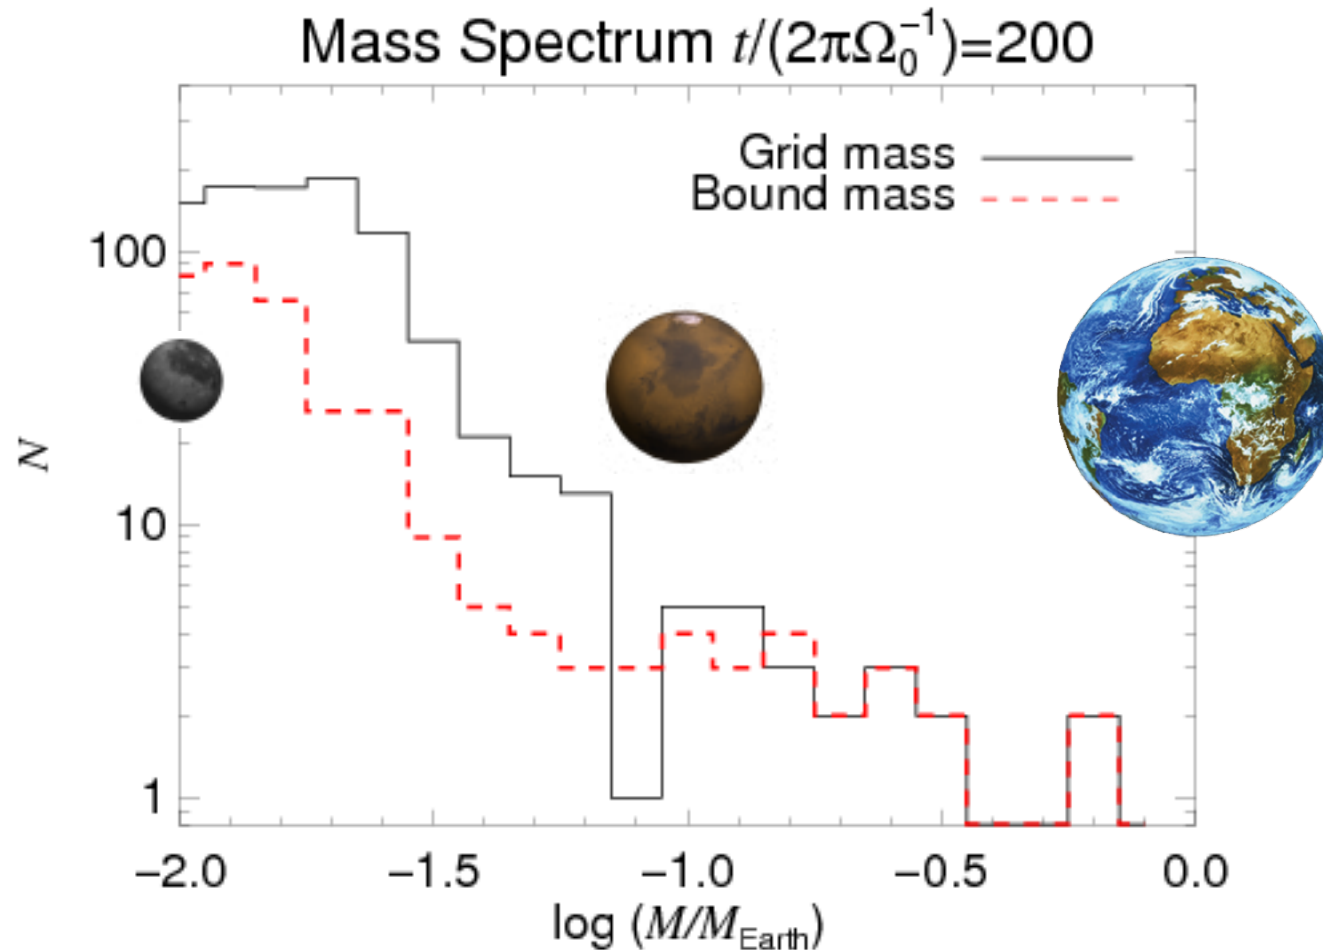 Mass Spectrum t/(2πΩ₀⁻¹)=200
Grid mass
Bound mass
100
10
1
N
−2.0 −1.5 −1.0 −0.5 0.0
log (M/M_Earth)